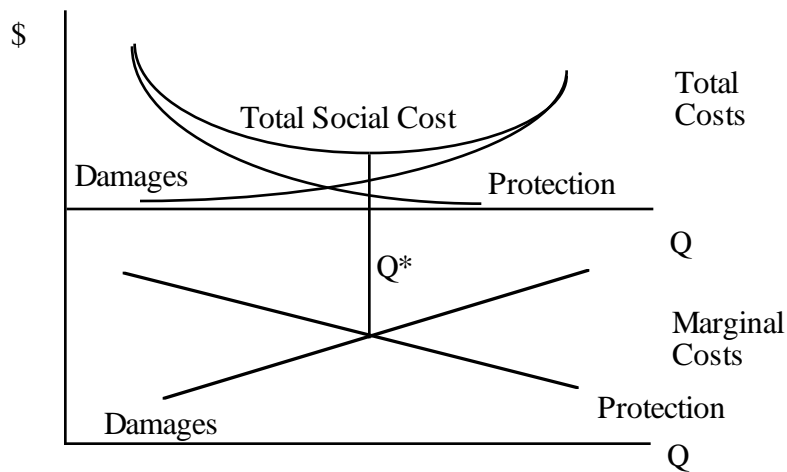 $
Total
Costs
Total Social Cost
Damages
Protection
Q
Q*
Marginal
Costs
Protection
Damages
Q